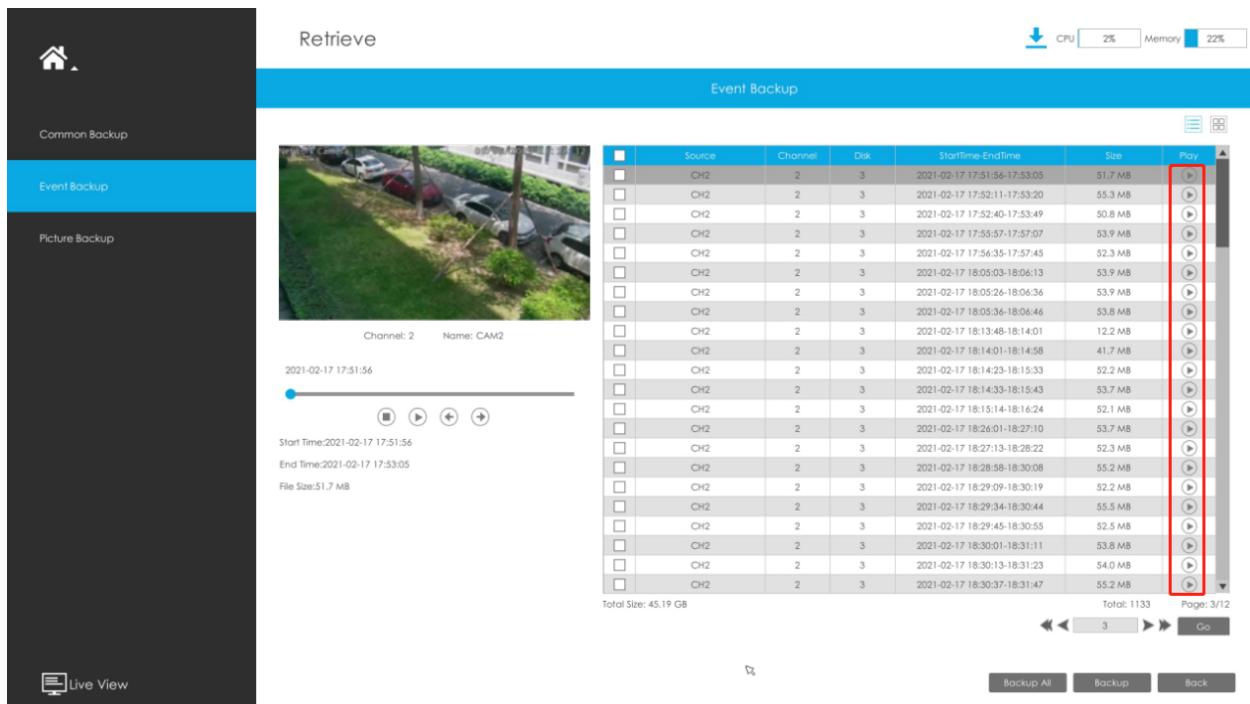 Retrieve
CPU 2% Memory 22%
Event Backup
Common Backup
Event Backup
Picture Backup
Live View
Channel: 2 Name: CAM2
2021-02-17 17:51:56
Start Time:2021-02-17 17:51:56
End Time:2021-02-17 17:53:05
File Size:51.7 MB
Source Channel Disk StartTime-EndTime Size Play
CH2 2 3 2021-02-17 17:51:56-17:53:05 51.7 MB
CH2 2 3 2021-02-17 17:52:11-17:53:20 55.3 MB
CH2 2 3 2021-02-17 17:52:40-17:53:49 50.8 MB
CH2 2 3 2021-02-17 17:55:57-17:57:07 53.9 MB
CH2 2 3 2021-02-17 17:56:35-17:57:45 52.3 MB
CH2 2 3 2021-02-17 18:05:03-18:06:13 53.9 MB
CH2 2 3 2021-02-17 18:05:26-18:06:36 53.9 MB
CH2 2 3 2021-02-17 18:05:36-18:06:46 53.8 MB
CH2 2 3 2021-02-17 18:13:48-18:14:01 12.2 MB
CH2 2 3 2021-02-17 18:14:01-18:14:58 41.7 MB
CH2 2 3 2021-02-17 18:14:23-18:15:33 52.2 MB
CH2 2 3 2021-02-17 18:14:33-18:15:43 53.7 MB
CH2 2 3 2021-02-17 18:15:14-18:16:24 52.1 MB
CH2 2 3 2021-02-17 18:26:01-18:27:10 53.7 MB
CH2 2 3 2021-02-17 18:27:13-18:28:22 52.3 MB
CH2 2 3 2021-02-17 18:28:58-18:30:08 55.2 MB
CH2 2 3 2021-02-17 18:29:09-18:30:19 52.2 MB
CH2 2 3 2021-02-17 18:29:34-18:30:44 55.5 MB
CH2 2 3 2021-02-17 18:29:45-18:30:55 52.5 MB
CH2 2 3 2021-02-17 18:30:01-18:31:11 53.8 MB
CH2 2 3 2021-02-17 18:30:13-18:31:23 54.0 MB
CH2 2 3 2021-02-17 18:30:37-18:31:47 55.2 MB
Total Size: 45.19 GB Total: 1133 Page: 3/12
3 Go
Backup All Backup Back